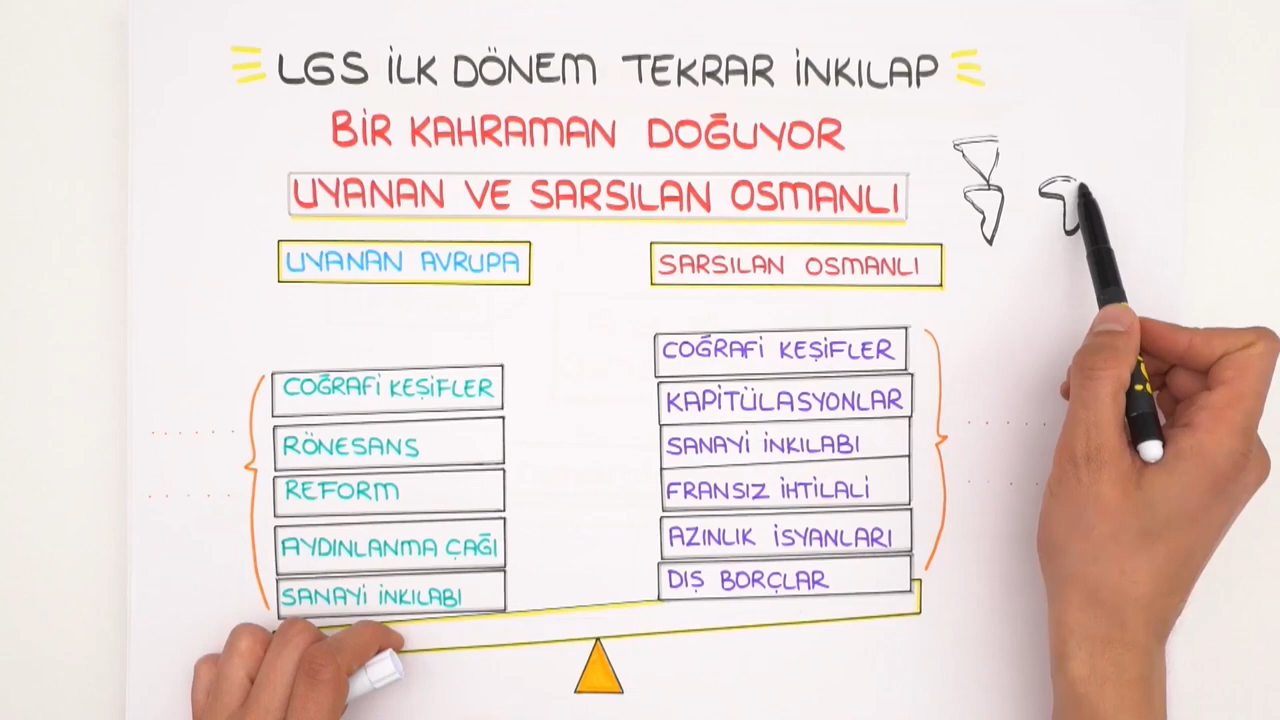 LGS İLK DÖNEM TEKRAR İNKILAP
BİR KAHRAMAN DOĞUYOR
UYANAN VE SARSILAN OSMANLI
UYANAN AVRUPA
COĞRAFİ KEŞİFLER
RÖNESANS
REFORM
AYDINLANMA ÇAĞI
SANAYİ İNKILABI
SARSILAN OSMANLI
COĞRAFİ KEŞİFLER
KAPİTÜLASYONLAR
SANAYİ İNKILABI
FRANSIZ İHTİLALİ
AZINLIK İSYANLARI
DIŞ BORÇLAR